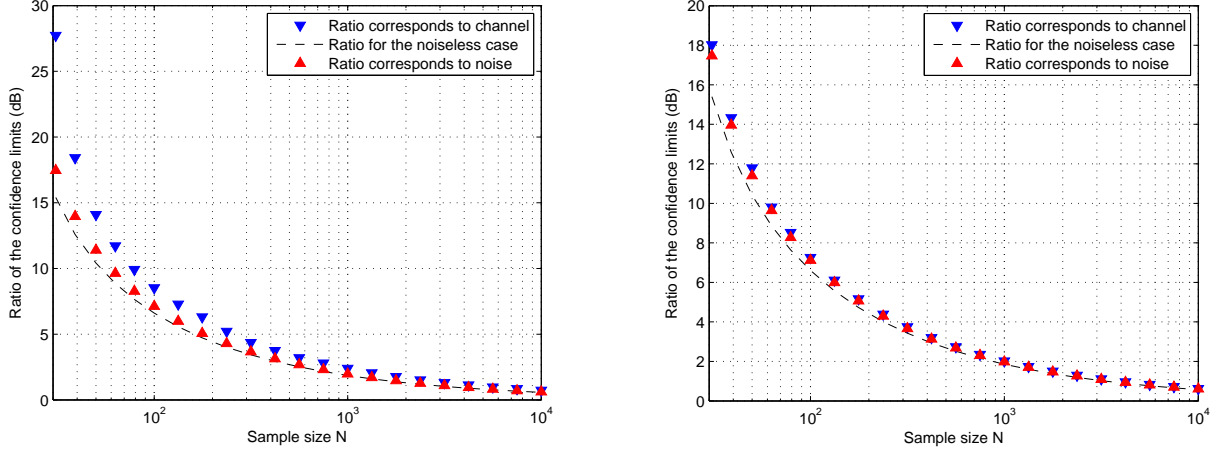 Ratio of the confidence limits (dB)
30
25
20
15
10
5
0
Ratio corresponds to channel
Ratio for the noiseless case
Ratio corresponds to noise
10^2
10^3
10^4
Sample size N
Ratio of the confidence limits (dB)
20
18
16
14
12
10
8
6
4
2
0
Ratio corresponds to channel
Ratio for the noiseless case
Ratio corresponds to noise
10^2
10^3
10^4
Sample size N